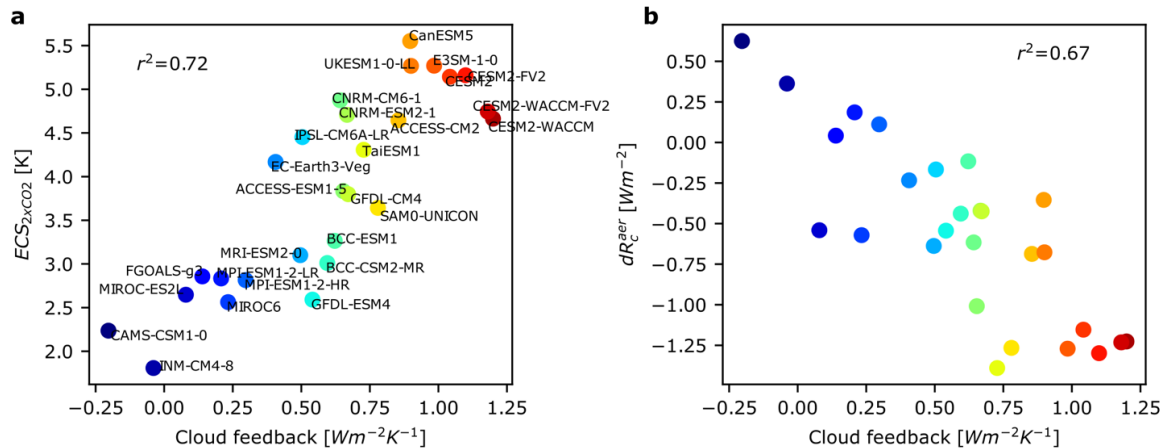 a
r²=0.72
CanESM5
UKESM1-0-LL
E3SM-1-0
CESM2-FV2
CESM2
CNRM-CM6-1
CNRM-ESM2-1
CESM2-WACCM-FV2
ACCESS-CM2
CESM2-WACCM
IPSL-CM6A-LR
TaiESM1
EC-Earth3-Veg
ACCESS-ESM1-5
GFDL-CM4
SAM0-UNICON
BCC-ESM1
MRI-ESM2-0
BCC-CSM2-MR
FGOALS-g3
MPI-ESM1-2-LR
MPI-ESM1-2-HR
MIROC-ES2L
MIROC6
GFDL-ESM4
CAMS-CSM1-0
INM-CM4-8
ECS2xCO2 [K]
5.5
5.0
4.5
4.0
3.5
3.0
2.5
2.0
−0.25 0.00 0.25 0.50 0.75 1.00 1.25
Cloud feedback [Wm⁻²K⁻¹]
b
r²=0.67
dRcaer [Wm⁻²]
0.50
0.25
0.00
−0.25
−0.50
−0.75
−1.00
−1.25
−0.25 0.00 0.25 0.50 0.75 1.00 1.25
Cloud feedback [Wm⁻²K⁻¹]